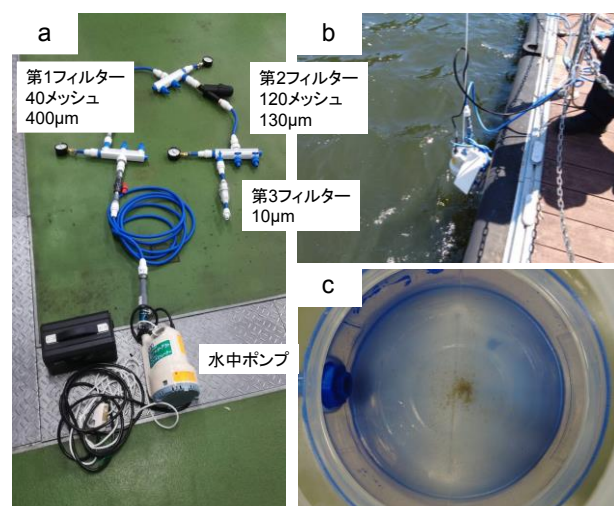 a
第1フィルター
40メッシュ
400μm
第2フィルター
120メッシュ
130μm
第3フィルター
10μm
水中ポンプ
b
c